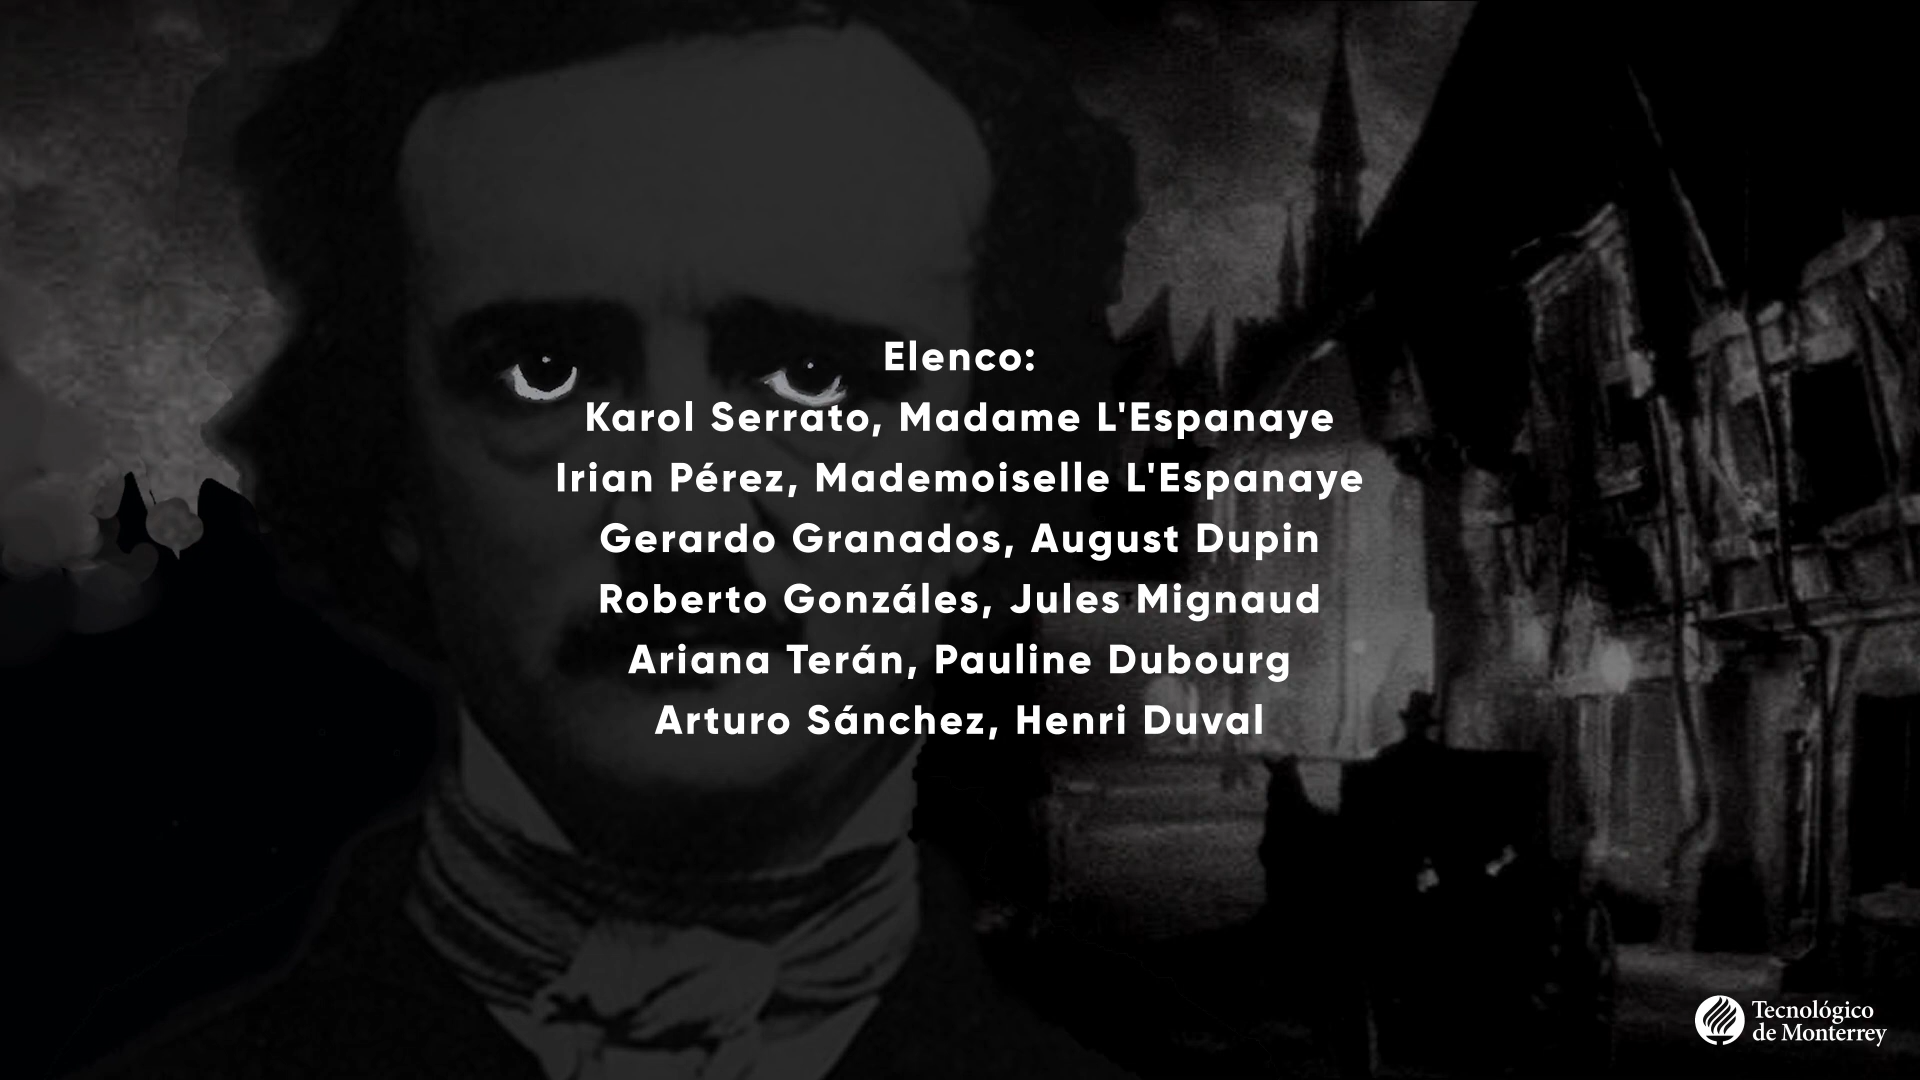 Elenco:
Karol Serrato, Madame L'Espanaye
Irian Pérez, Mademoiselle L'Espanaye
Gerardo Granados, August Dupin
Roberto Gonzáles, Jules Mignaud
Ariana Terán, Pauline Dubourg
Arturo Sánchez, Henri Duval
Tecnológico
de Monterrey